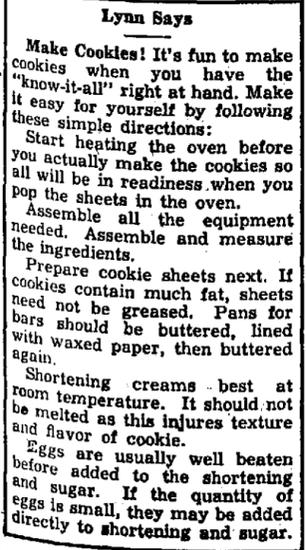 Lynn Says
Make Cookies! It's fun to make
cookies when you have the
"know-it-all" right at hand. Make
it easy for yourself by following
these simple directions:
Start heating the oven before
you actually make the cookies so
all will be in readiness when you
pop the sheets in the oven.
Assemble all the equipment
needed. Assemble and measure
the ingredients.
Prepare cookie sheets next. If
cookies contain much fat, sheets
need not be greased. Pans for
bars should be buttered, lined
with waxed paper, then buttered
again.
Shortening creams best at
room temperature. It should not
be melted as this injures texture
and flavor of cookie.
Eggs are usually well beaten
before added to the shortening
and sugar. If the quantity of
eggs is small, they may be added
directly to shortening and sugar.